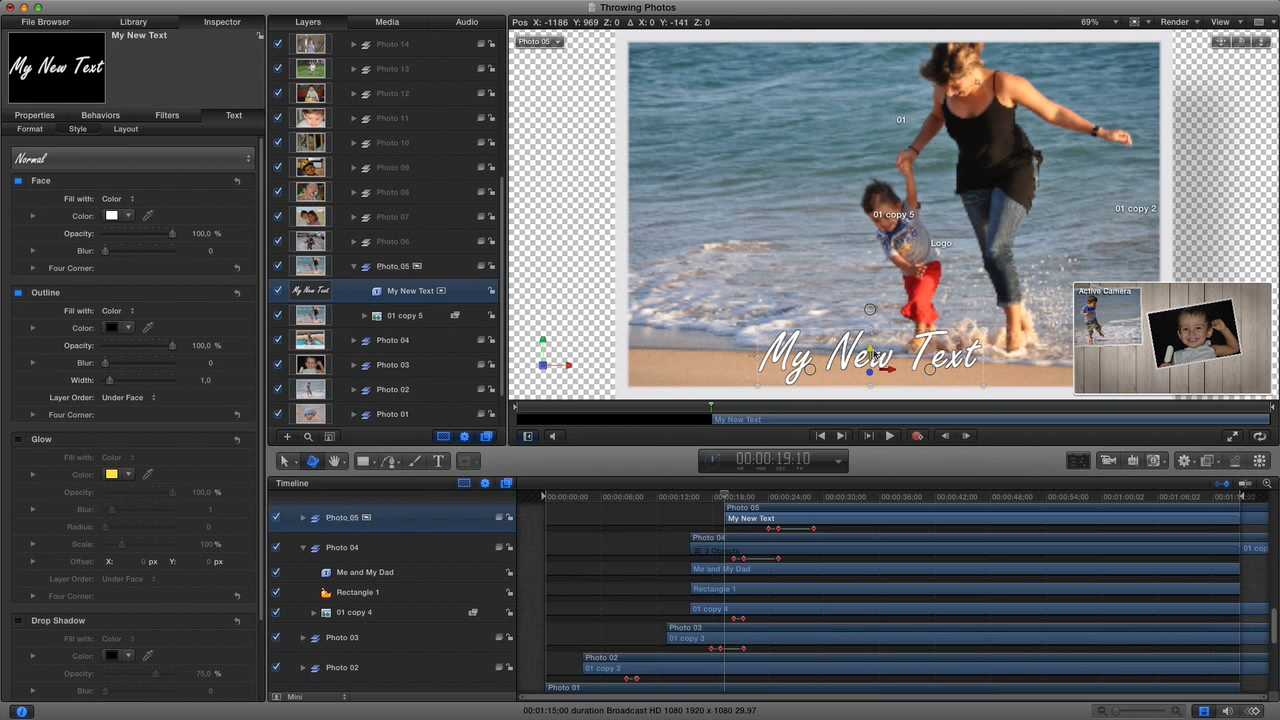 Throwing Photos
File Browser Library Inspector
Layers Media Audio
Pos X: -1186 Y: 969 Z: 0 Δ X: 0 Y: -141 Z: 0
69% Render View
My New Text
My New Text
Properties Behaviors Filters Text
Format Style Layout
Normal
Face
Fill with: Color
Color:
Opacity: 100,0 %
Blur: 0
Four Corner:
Outline
Fill with: Color
Color:
Opacity: 100,0 %
Blur: 0
Width: 1,0
Layer Order: Under Face
Four Corner:
Glow
Fill with: Color
Color:
Opacity: 100,0 %
Blur: 1
Radius: 0
Scale: 100 %
Offset: X: 0 px Y: 0 px
Layer Order: Under Face
Four Corner:
Drop Shadow
Fill with: Color
Color:
Opacity: 75,0 %
Blur: 0
Photo 14
Photo 13
Photo 12
Photo 11
Photo 10
Photo 09
Photo 08
Photo 07
Photo 06
Photo_05
My New Text
My New Text
01 copy 5
Photo 04
Photo 03
Photo 02
Photo 01
Photo 05
01
01 copy 5
01 copy 2
Logo
Active Camera
My New Text
My New Text
00:00:19:10
HR MIN SEC FR
Timeline
00:00:00;00 00:00:06;00 00:00:12;00 00:00:18;00 00:00:24;00 00:00:30;00 00:00:36;00 00:00:42;00 00:00:48;00 00:00:54;00 00:01:00;02 00:01:06;02
Photo_05
Photo 04
Me and My Dad
Rectangle 1
01 copy 4
Photo 03
Photo 02
Photo 05
My New Text
Photo 04
3 Objects
01 cop
Me and My Dad
Rectangle 1
01 copy 4
Photo 03
01 copy 3
Photo 02
01 copy 2
Photo 01
Mini
00:01:15;00 duration Broadcast HD 1080 1920 x 1080 29.97